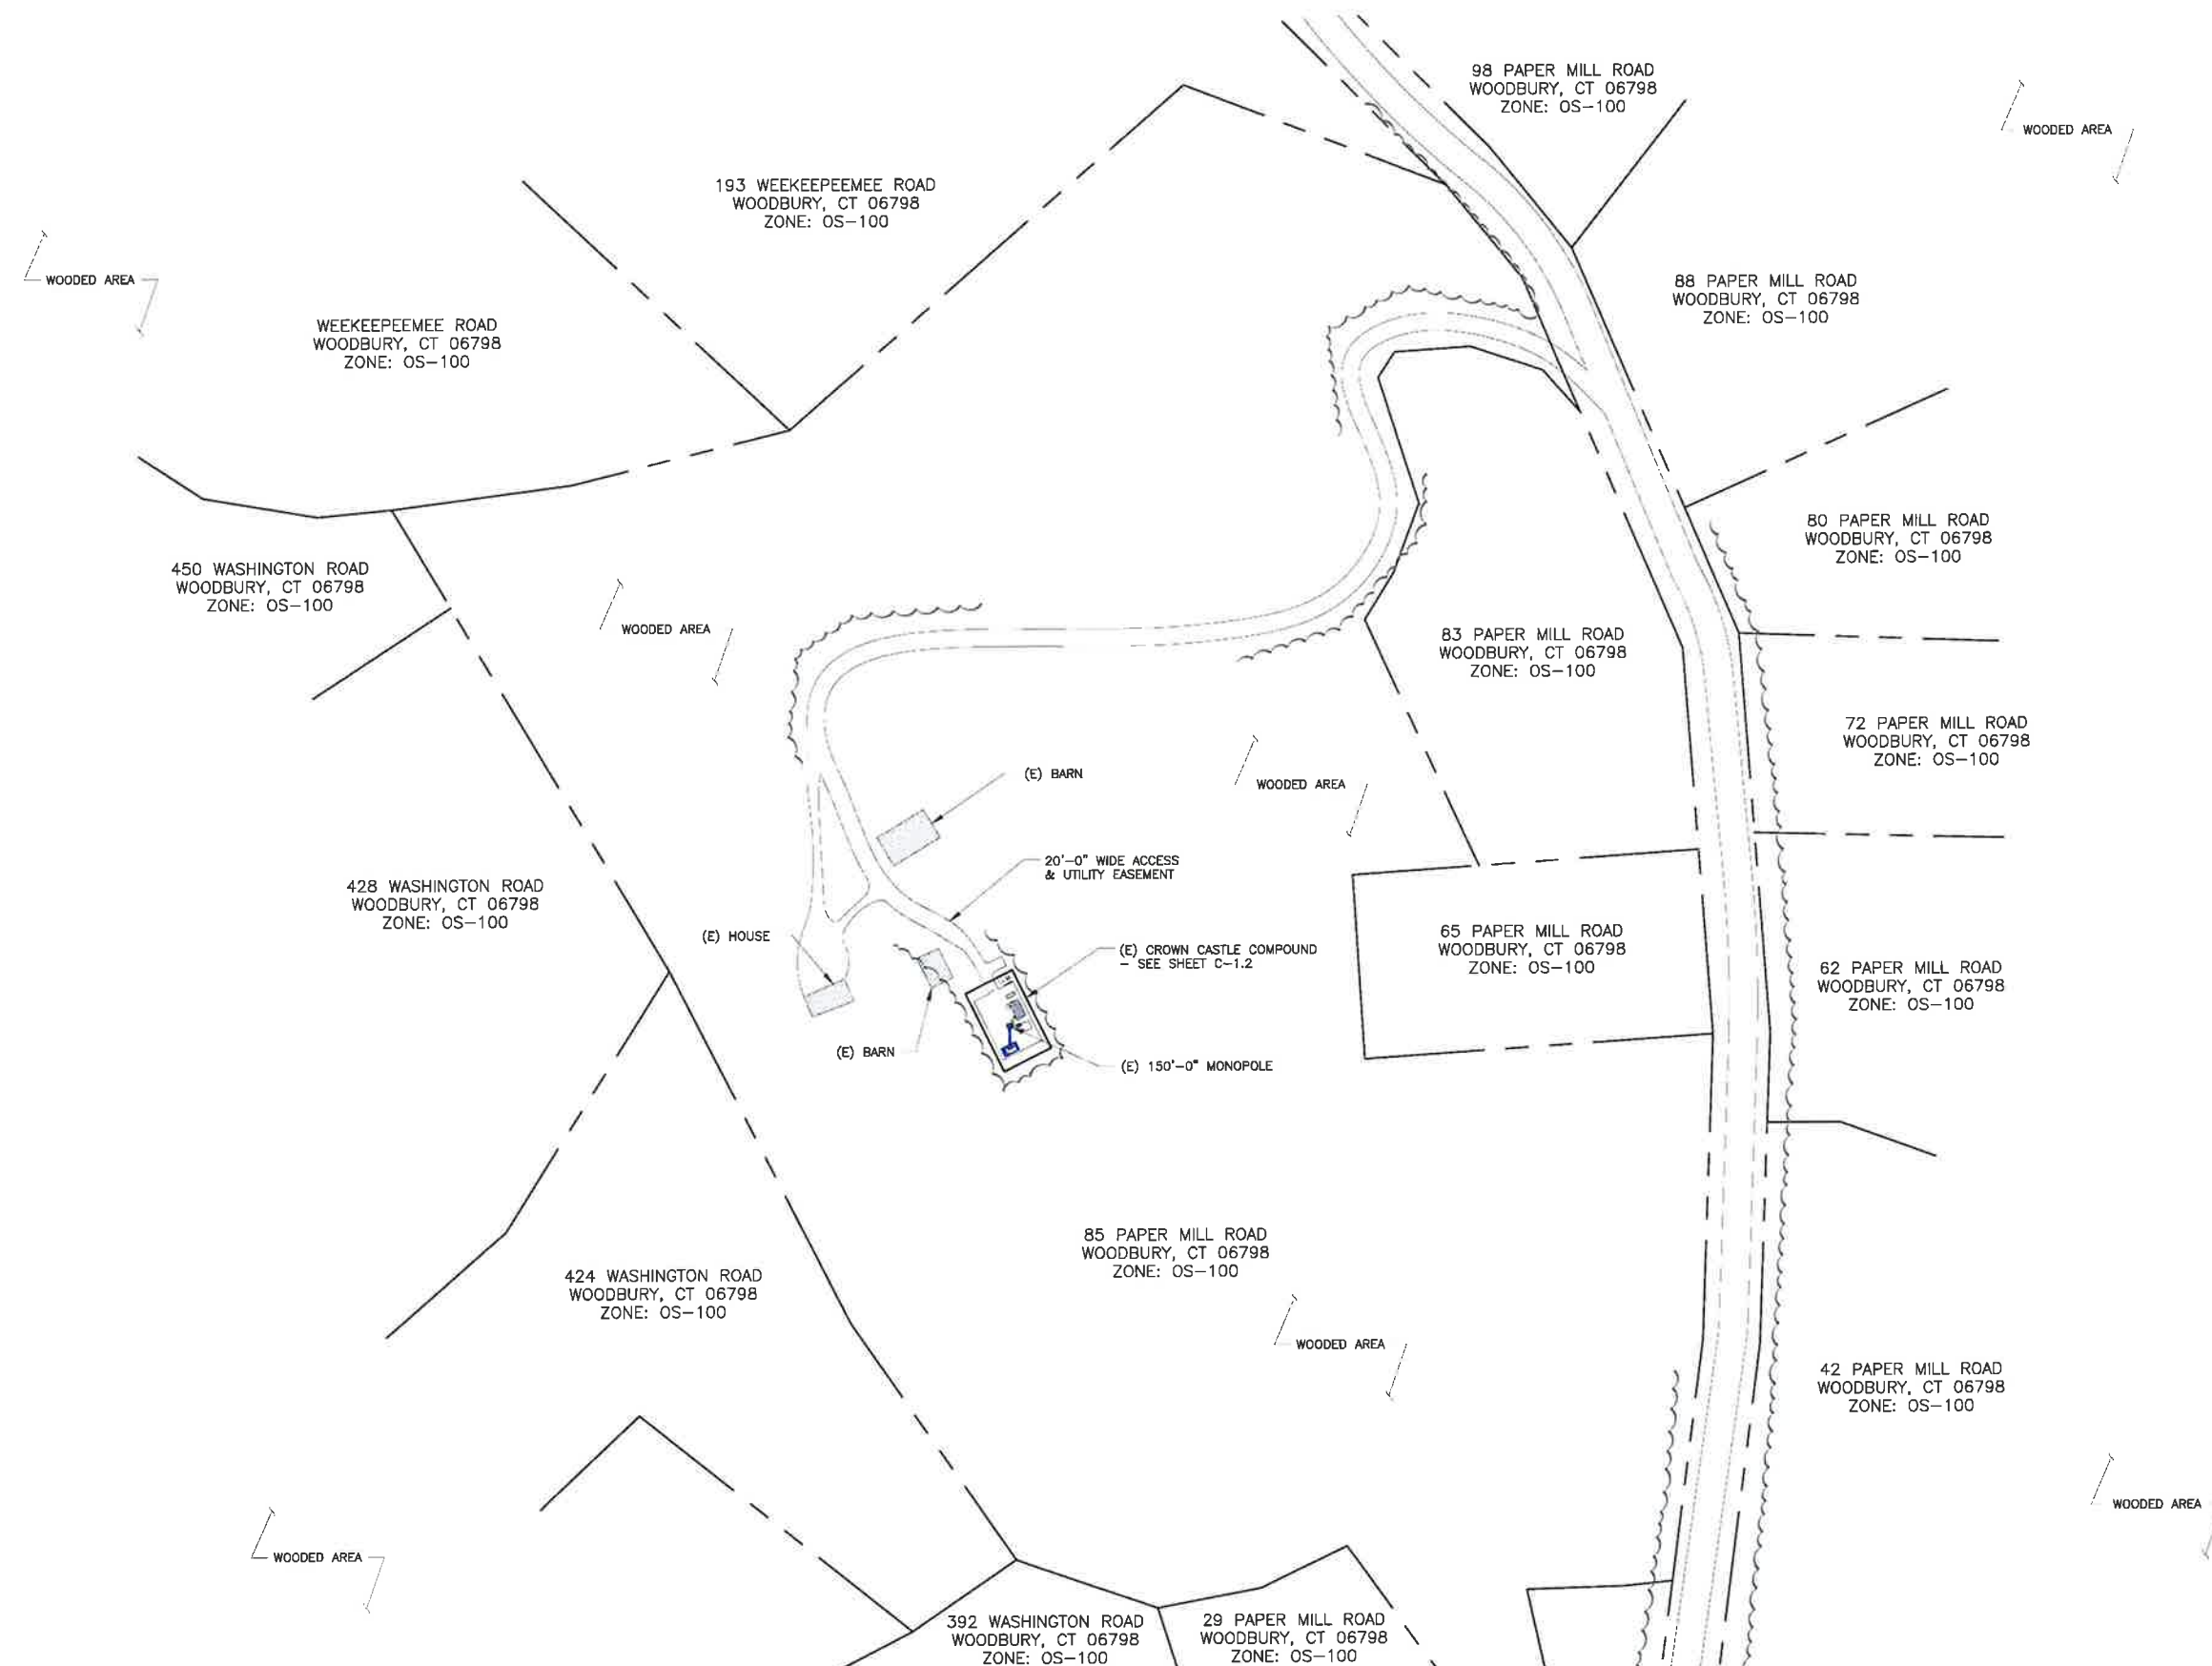 98 PAPER MILL ROAD
WOODBURY, CT 06798
ZONE: OS-100
WOODED AREA
193 WEEKEEPEEMEE ROAD
WOODBURY, CT 06798
ZONE: OS-100
WOODED AREA
88 PAPER MILL ROAD
WOODBURY, CT 06798
ZONE: OS-100
WEEKEEPEEMEE ROAD
WOODBURY, CT 06798
ZONE: OS-100
80 PAPER MILL ROAD
WOODBURY, CT 06798
ZONE: OS-100
450 WASHINGTON ROAD
WOODBURY, CT 06798
ZONE: OS-100
WOODED AREA
83 PAPER MILL ROAD
WOODBURY, CT 06798
ZONE: OS-100
72 PAPER MILL ROAD
WOODBURY, CT 06798
ZONE: OS-100
(E) BARN
WOODED AREA
20'-0" WIDE ACCESS
& UTILITY EASEMENT
428 WASHINGTON ROAD
WOODBURY, CT 06798
ZONE: OS-100
(E) HOUSE
65 PAPER MILL ROAD
WOODBURY, CT 06798
ZONE: OS-100
(E) CROWN CASTLE COMPOUND
- SEE SHEET C-1.2
62 PAPER MILL ROAD
WOODBURY, CT 06798
ZONE: OS-100
(E) BARN
(E) 150'-0" MONOPOLE
85 PAPER MILL ROAD
WOODBURY, CT 06798
ZONE: OS-100
424 WASHINGTON ROAD
WOODBURY, CT 06798
ZONE: OS-100
WOODED AREA
42 PAPER MILL ROAD
WOODBURY, CT 06798
ZONE: OS-100
WOODED AREA
WOODED AREA
392 WASHINGTON ROAD
WOODBURY, CT 06798
ZONE: OS-100
29 PAPER MILL ROAD
WOODBURY, CT 06798
ZONE: OS-100